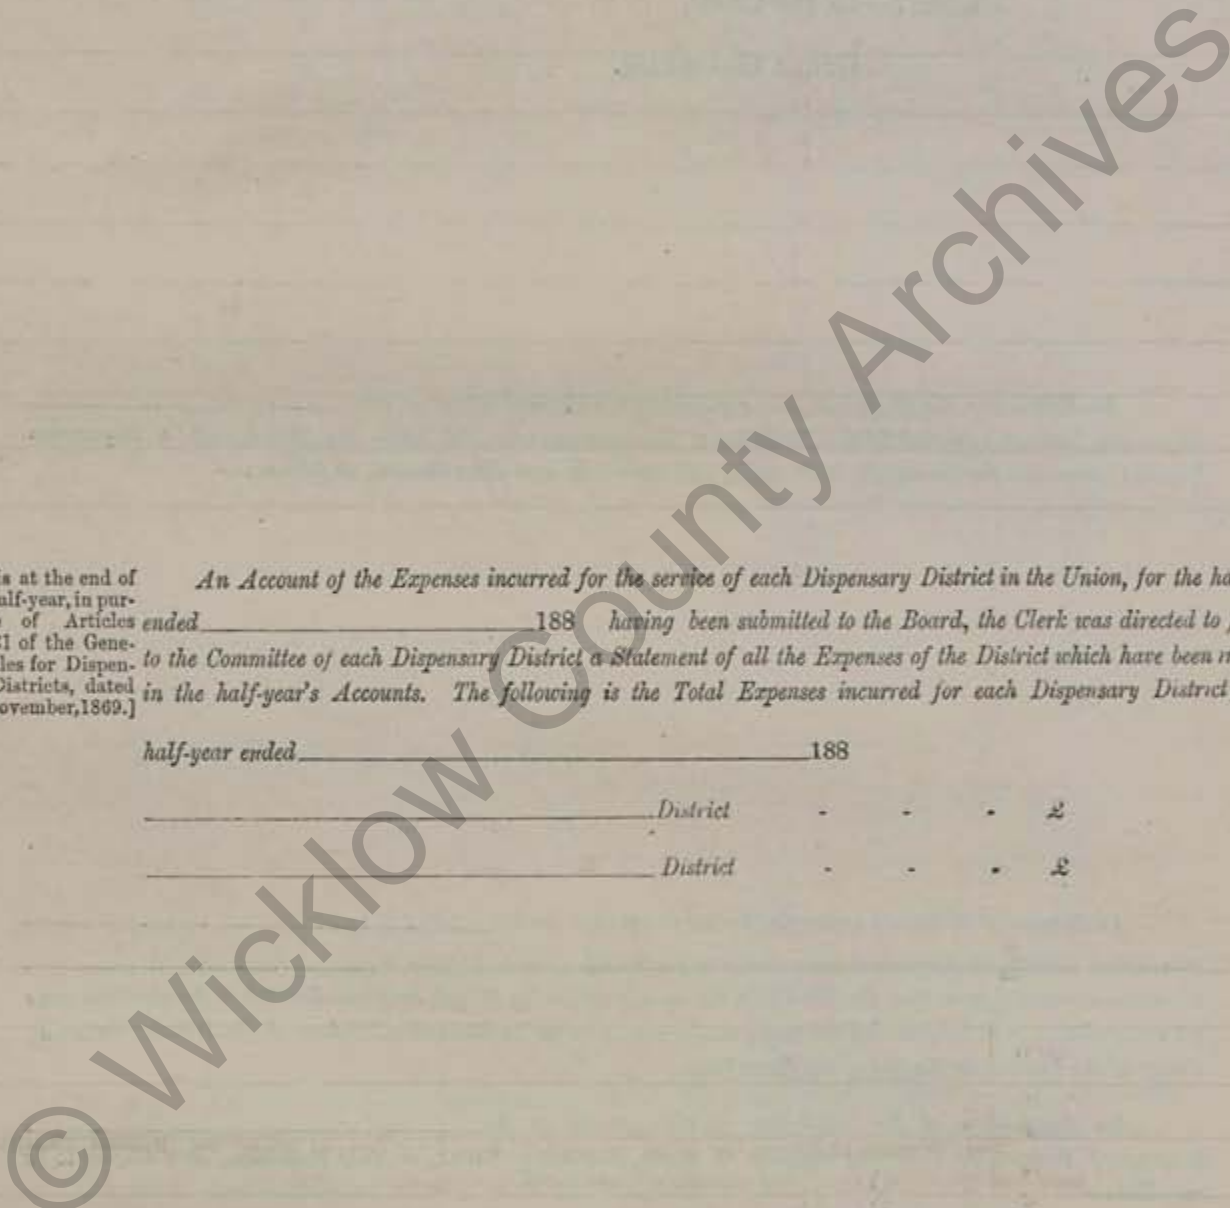 is at the end of
alf-year, in pur-
of Articles
31 of the Gene-
les for Dispen-
Districts, dated
ovember, 1869.]
An Account of the Expenses incurred for the service of each Dispensary District in the Union, for the ha
ended 188 having been submitted to the Board, the Clerk was directed to
to the Committee of each Dispensary District a Statement of all the Expenses of the District which have been
in the half-year's Accounts. The following is the Total Expenses incurred for each Dispensary District
half-year ended 188
District - - - £
District - - - £
© Wicklow County Archives